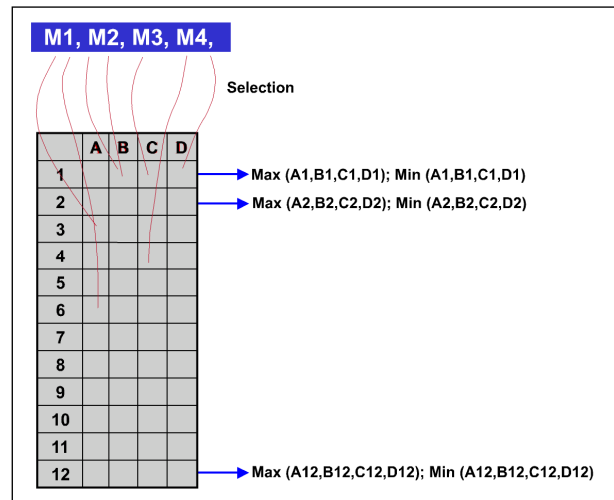 M1, M2, M3, M4,
Selection
A B C D
1
Max (A1,B1,C1,D1); Min (A1,B1,C1,D1)
2
Max (A2,B2,C2,D2); Min (A2,B2,C2,D2)
3
4
5
6
7
8
9
10
11
12
Max (A12,B12,C12,D12); Min (A12,B12,C12,D12)